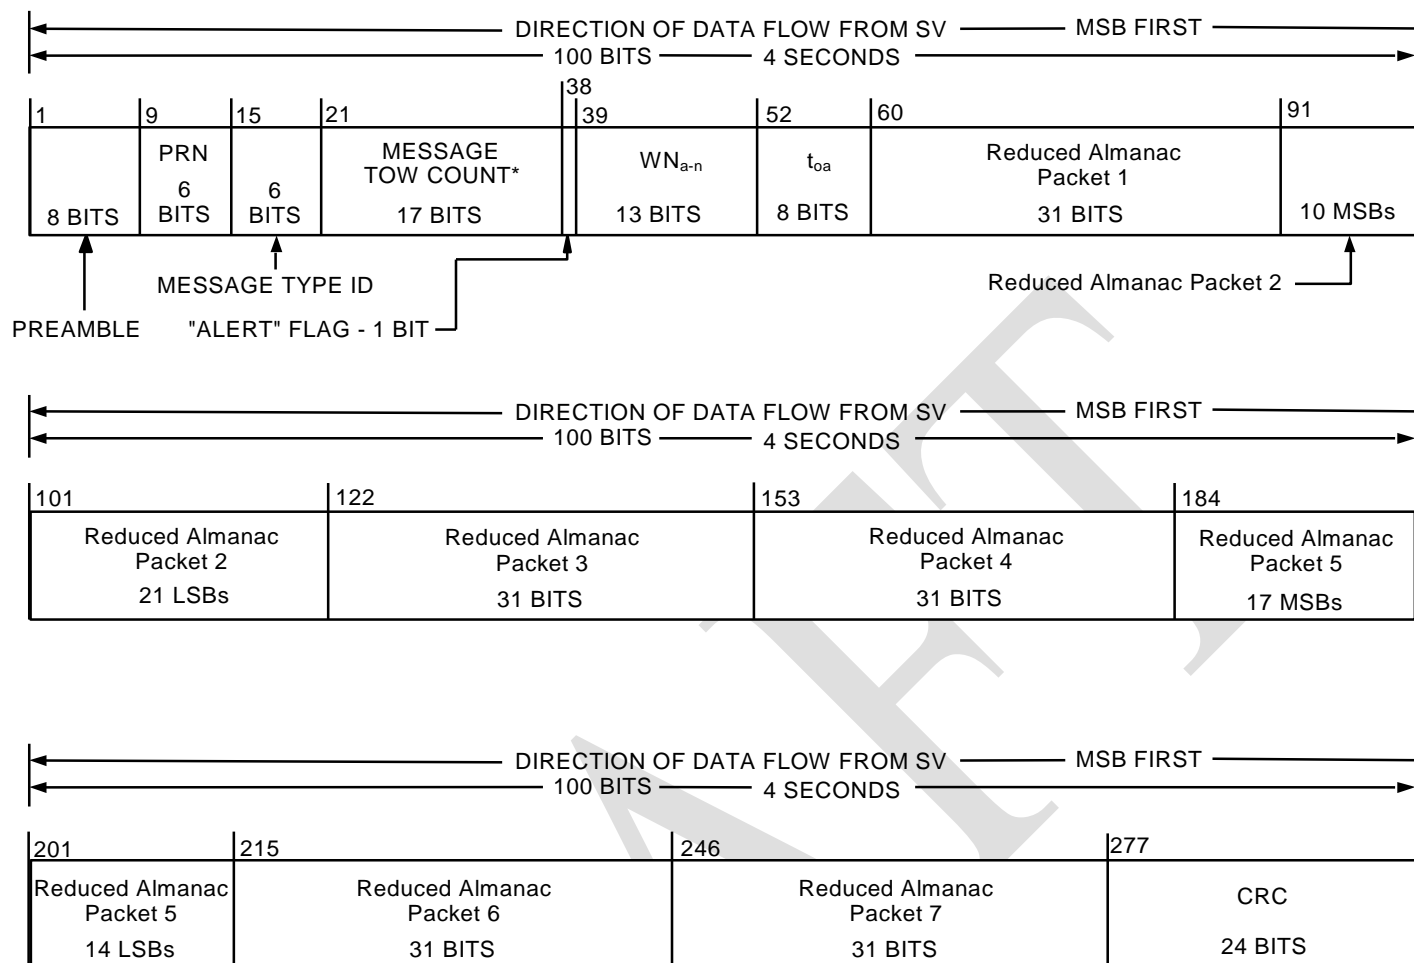 DIRECTION OF DATA FLOW FROM SV MSB FIRST
100 BITS 4 SECONDS
38
1 9 15 21 39 52 60 91
PRN MESSAGE WNa-n toa Reduced Almanac
TOW COUNT* Packet 1
6 6
8 BITS BITS BITS 17 BITS 13 BITS 8 BITS 31 BITS 10 MSBs
MESSAGE TYPE ID Reduced Almanac Packet 2
PREAMBLE "ALERT" FLAG - 1 BIT
DIRECTION OF DATA FLOW FROM SV MSB FIRST
100 BITS 4 SECONDS
101 122 153 184
Reduced Almanac Reduced Almanac Reduced Almanac Reduced Almanac
Packet 2 Packet 3 Packet 4 Packet 5
21 LSBs 31 BITS 31 BITS 17 MSBs
DIRECTION OF DATA FLOW FROM SV MSB FIRST
100 BITS 4 SECONDS
201 215 246 277
Reduced Almanac Reduced Almanac Reduced Almanac CRC
Packet 5 Packet 6 Packet 7
14 LSBs 31 BITS 31 BITS 24 BITS